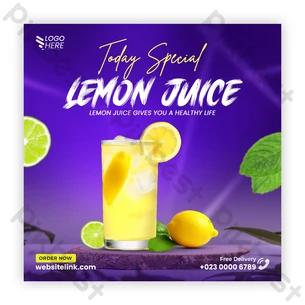 LOGO
HERE
Today Special
LEMON JUICE
LEMON JUICE GIVES YOU A HEALTHY LIFE
ORDER NOW
websitelink.com
Free Delivery
+023 0000 6789